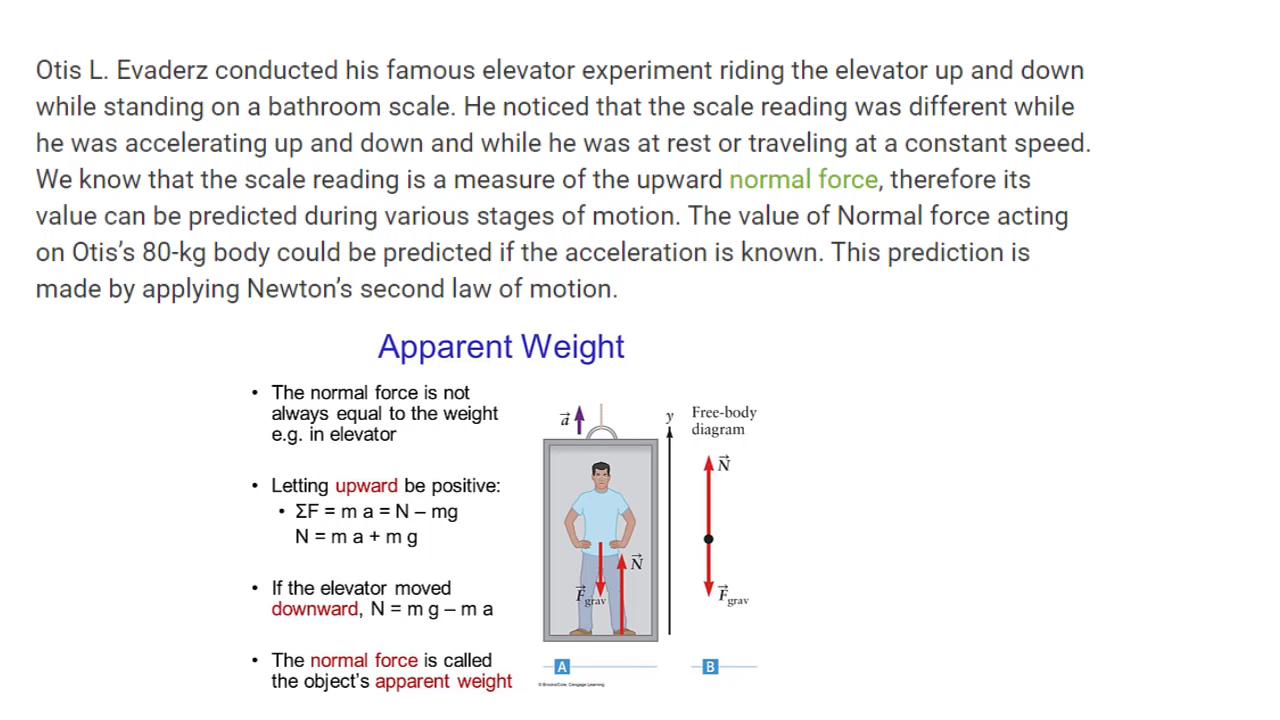 Otis L. Evaderz conducted his famous elevator experiment riding the elevator up and down
while standing on a bathroom scale. He noticed that the scale reading was different while
he was accelerating up and down and while he was at rest or traveling at a constant speed.
We know that the scale reading is a measure of the upward normal force, therefore its
value can be predicted during various stages of motion. The value of Normal force acting
on Otis's 80-kg body could be predicted if the acceleration is known. This prediction is
made by applying Newton's second law of motion.
Apparent Weight
• The normal force is not
always equal to the weight
e.g. in elevator
• Letting upward be positive:
• ΣF = m a = N – mg
N = m a + m g
• If the elevator moved
downward, N = m g – m a
• The normal force is called
the object's apparent weight
a
y
Free-body
diagram
N
N
F grav
F grav
A
B
© Brooks/Cole, Cengage Learning